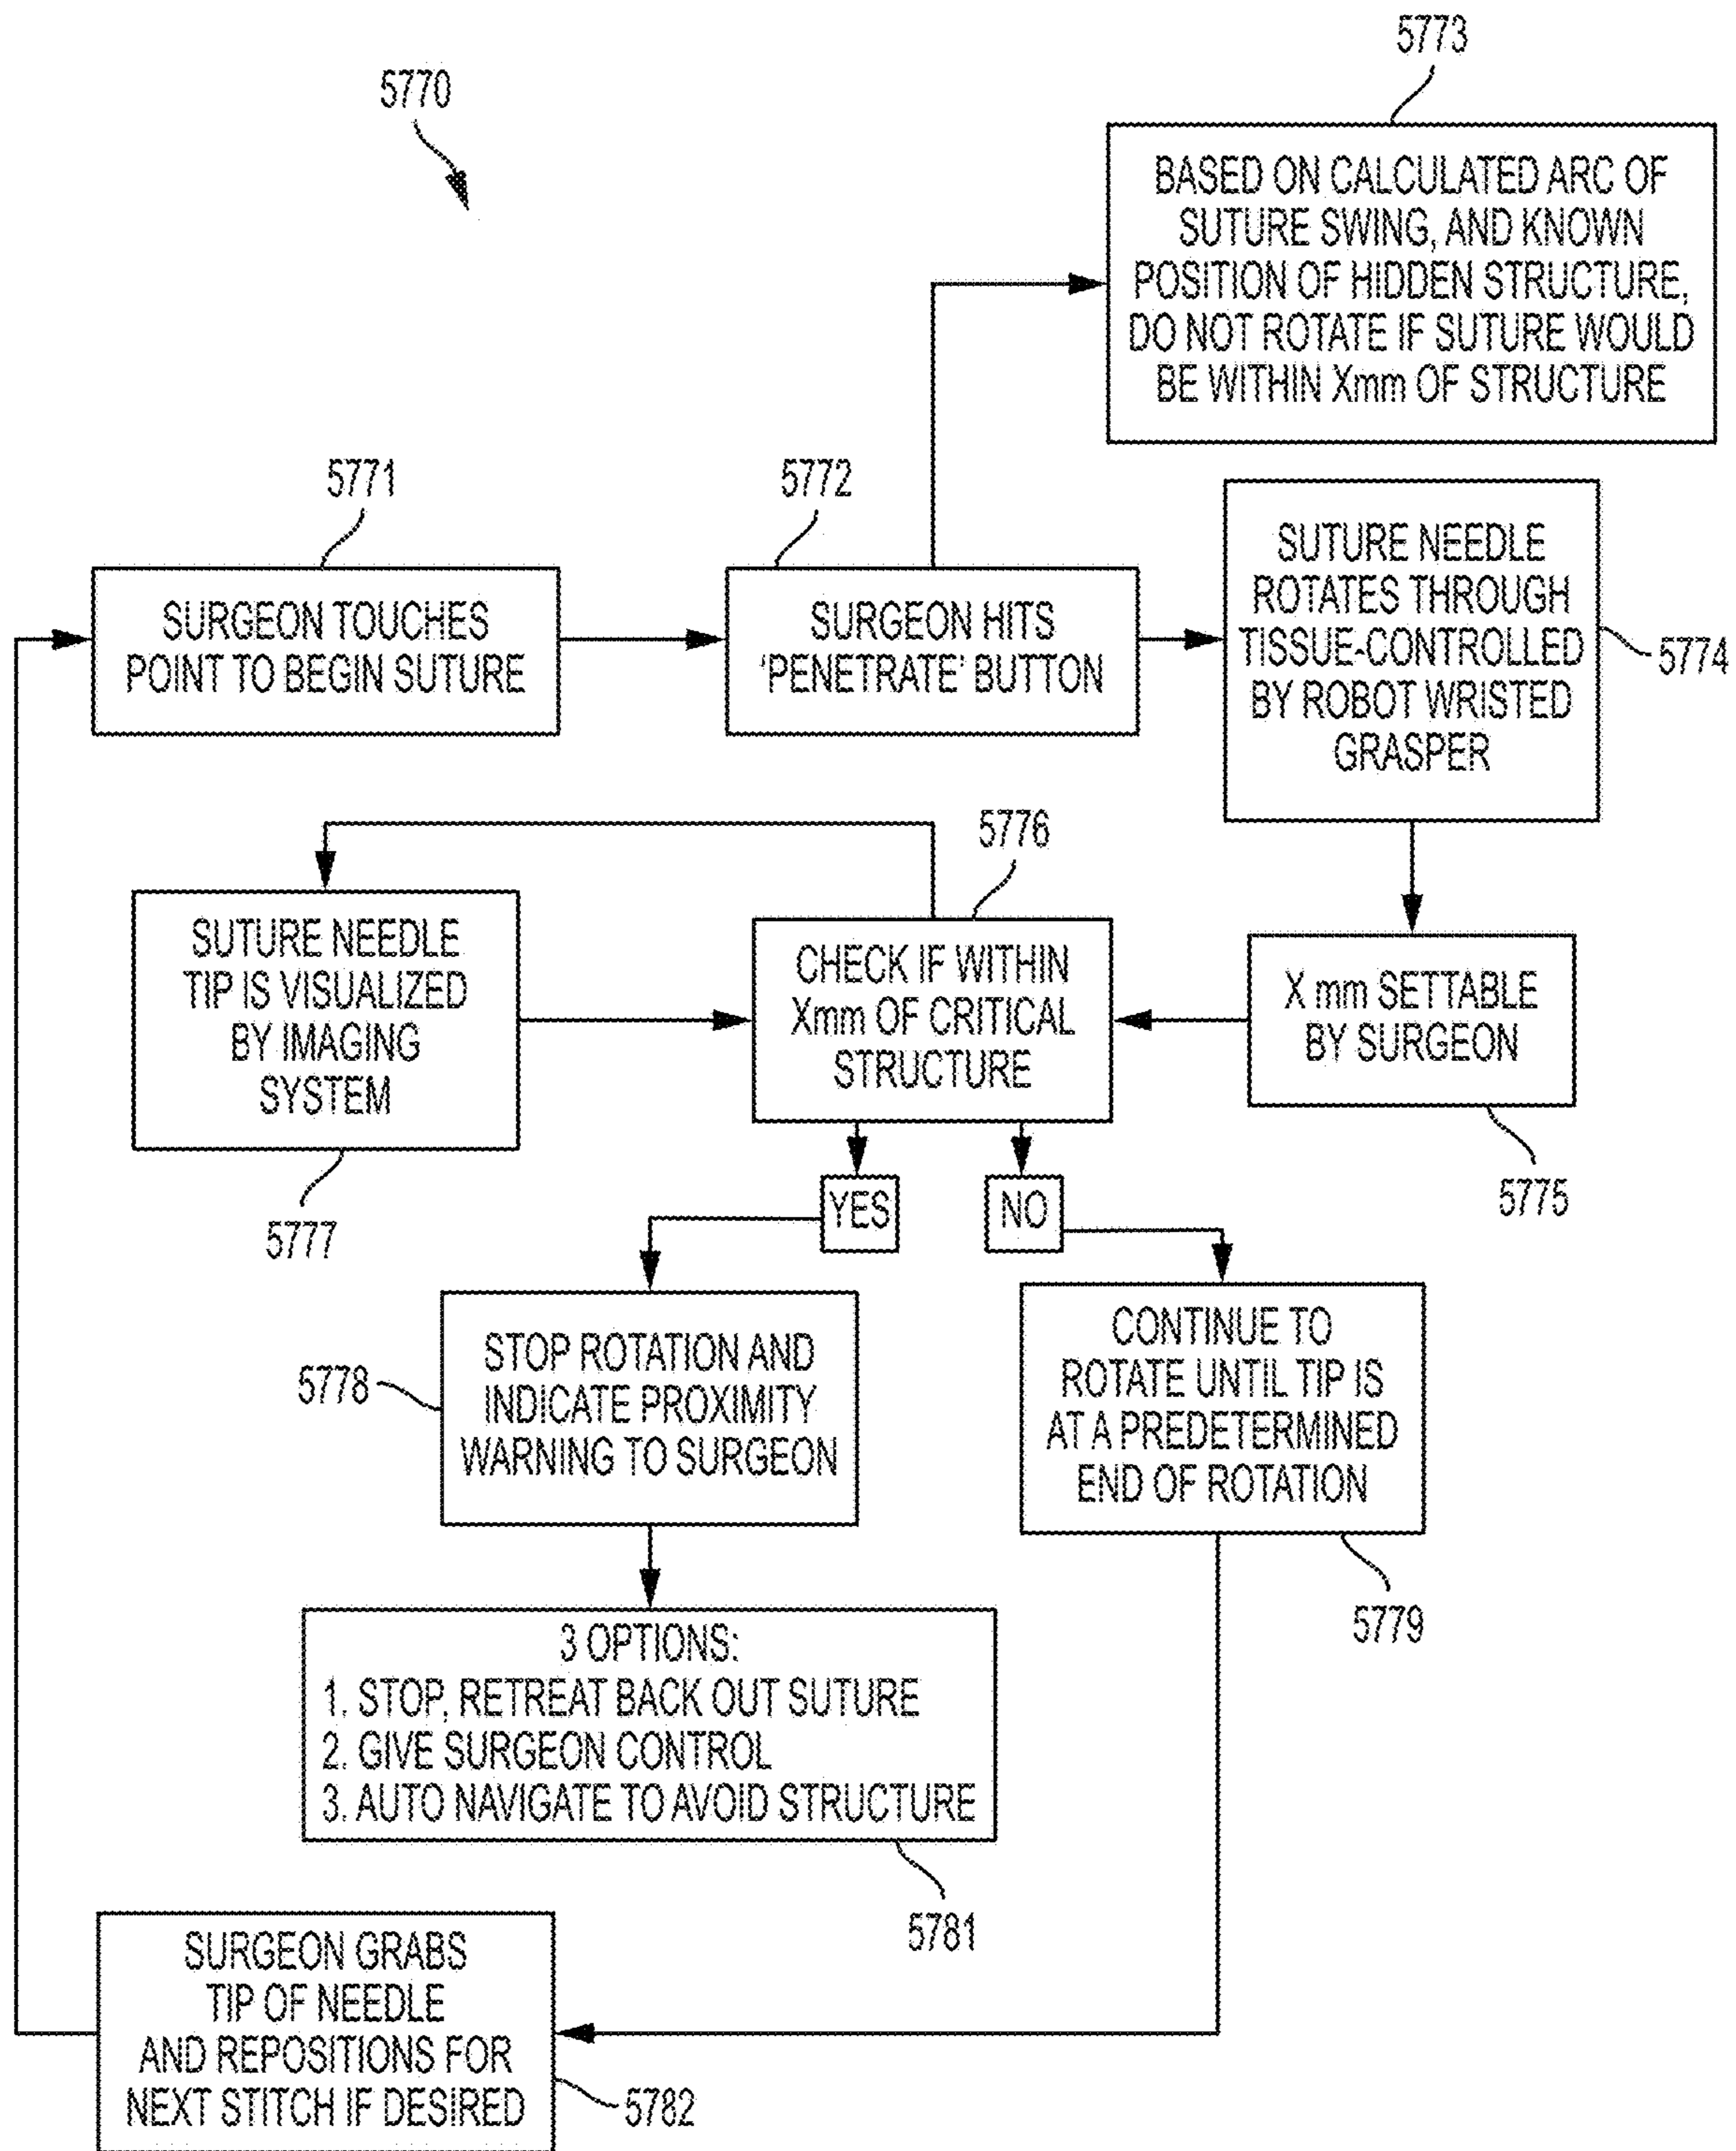 5770
5773
BASED ON CALCULATED ARC OF
SUTURE SWING, AND KNOWN
POSITION OF HIDDEN STRUCTURE,
DO NOT ROTATE IF SUTURE WOULD
BE WITHIN Xmm OF STRUCTURE
5771
SURGEON TOUCHES
POINT TO BEGIN SUTURE
5772
SURGEON HITS
'PENETRATE' BUTTON
SUTURE NEEDLE
ROTATES THROUGH
TISSUE-CONTROLLED
BY ROBOT WRISTED
GRASPER
5774
5776
SUTURE NEEDLE
TIP IS VISUALIZED
BY IMAGING
SYSTEM
5777
CHECK IF WITHIN
Xmm OF CRITICAL
STRUCTURE
X mm SETTABLE
BY SURGEON
5775
YES
NO
5778
STOP ROTATION AND
INDICATE PROXIMITY
WARNING TO SURGEON
CONTINUE TO
ROTATE UNTIL TIP IS
AT A PREDETERMINED
END OF ROTATION
5779
3 OPTIONS:
1. STOP, RETREAT BACK OUT SUTURE
2. GIVE SURGEON CONTROL
3. AUTO NAVIGATE TO AVOID STRUCTURE
5781
SURGEON GRABS
TIP OF NEEDLE
AND REPOSITIONS FOR
NEXT STITCH IF DESIRED
5782